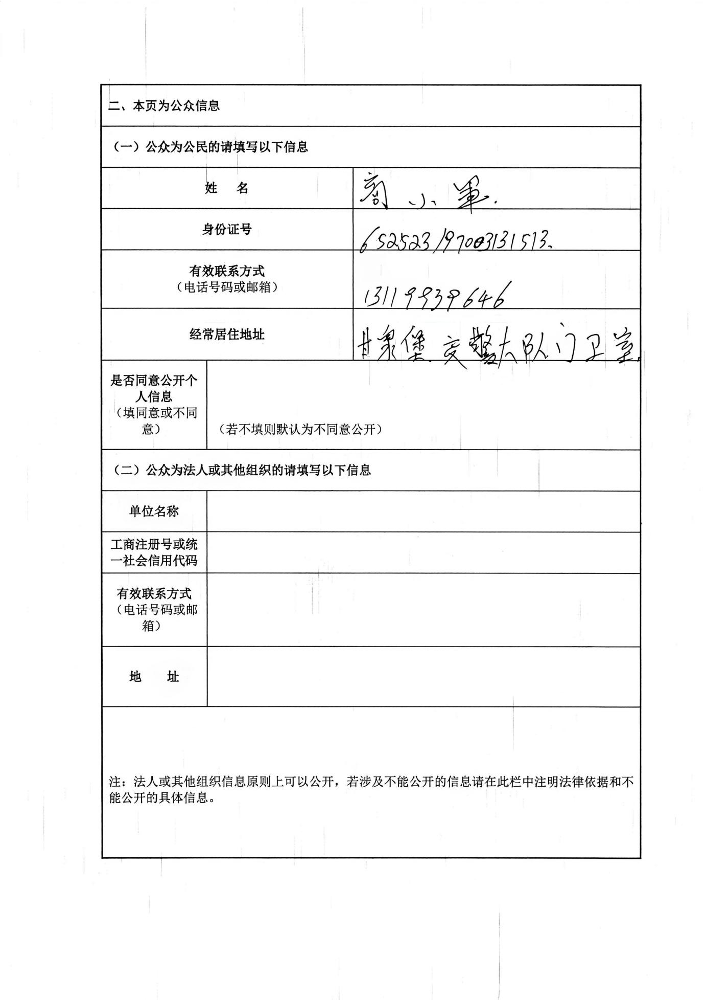 二、本页为公众信息
（一）公众为公民的请填写以下信息
姓 名 商小军.
身份证号 652523197003131513.
有效联系方式
（电话号码或邮箱） 13119939646
经常居住地址 甘泉堡.交警大队门卫室.
是否同意公开个
人信息
（填同意或不同
意） （若不填则默认为不同意公开）
（二）公众为法人或其他组织的请填写以下信息
单位名称
工商注册号或统
一社会信用代码
有效联系方式
（电话号码或邮
箱）
地 址
注：法人或其他组织信息原则上可以公开，若涉及不能公开的信息请在此栏中注明法律依据和不
能公开的具体信息。